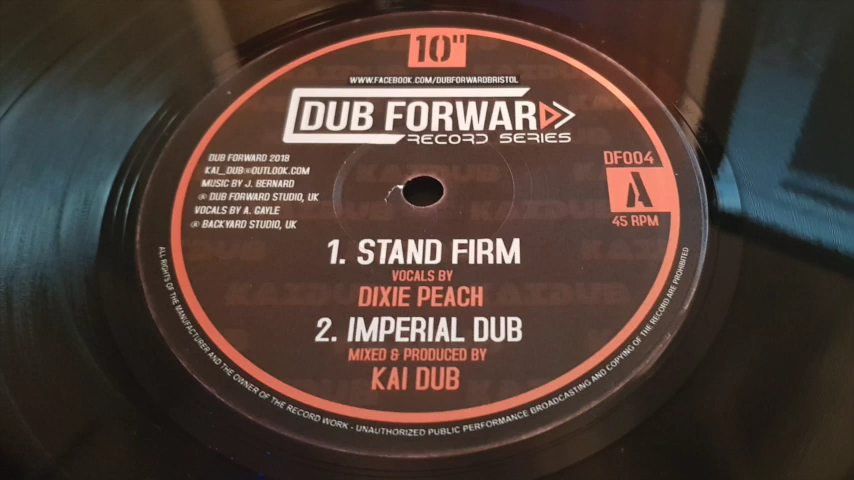 10"
WWW.FACEBOOK.COM/DUBFORWARDBRISTOL
DUB FORWARD
RECORD SERIES
DUB FORWARD 2018
KAI_DUB@OUTLOOK.COM
MUSIC BY J. BERNARD
@ DUB FORWARD STUDIO, UK
VOCALS BY A. GAYLE
@ BACKYARD STUDIO, UK
DF004
A
45 RPM
1. STAND FIRM
VOCALS BY
DIXIE PEACH
2. IMPERIAL DUB
MIXED & PRODUCED BY
KAI DUB
ALL RIGHTS OF THE MANUFACTURER AND THE OWNER OF THE RECORD WORK - UNAUTHORIZED PUBLIC PERFORMANCE BROADCASTING AND COPYING OF THE RECORD ARE PROHIBITED